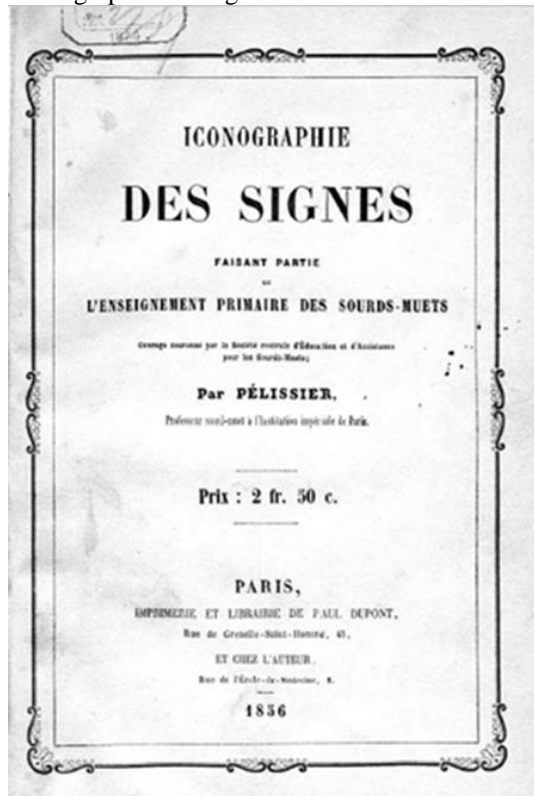 ICONOGRAPHIE
DES SIGNES
FAISANT PARTIE
DE
L'ENSEIGNEMENT PRIMAIRE DES SOURDS-MUETS
Ouvrage couronné par la Société centrale d'Éducation et d'Assistance
pour les Sourds-Muets;
Par PÉLISSIER,
Professeur sourd-muet à l'Institution impériale de Paris.
Prix : 2 fr. 50 c.
PARIS,
IMPRIMERIE ET LIBRAIRIE DE PAUL DUPONT,
Rue de Grenelle-Saint-Honoré, 45,
ET CHEZ L'AUTEUR,
Rue de l'École-de-Médecine,
1856